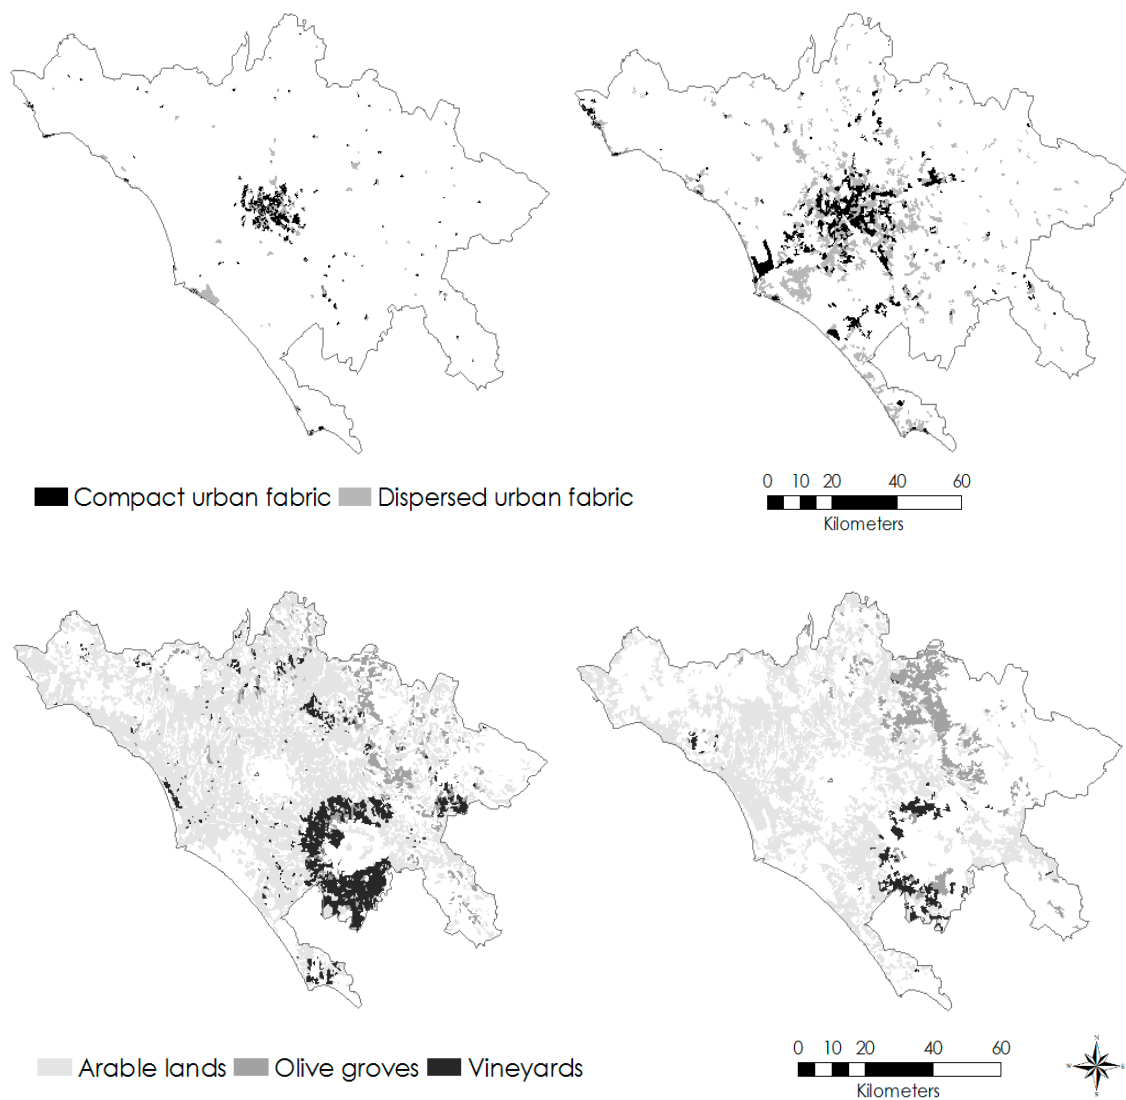 Compact urban fabric Dispersed urban fabric
0 10 20 40 60
Kilometers
Arable lands Olive groves Vineyards
0 10 20 40 60
Kilometers
N
W E
S